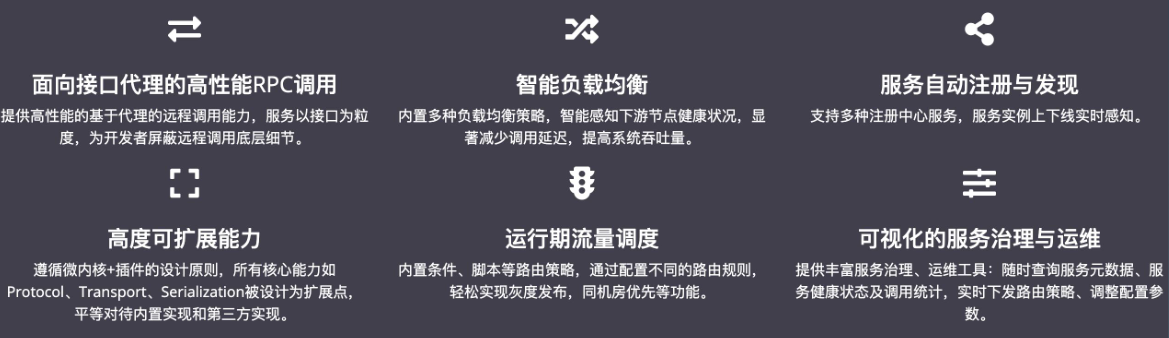 面向接口代理的高性能RPC调用
提供高性能的基于代理的远程调用能力，服务以接口为粒
度，为开发者屏蔽远程调用底层细节。
智能负载均衡
内置多种负载均衡策略，智能感知下游节点健康状况，显
著减少调用延迟，提高系统吞吐量。
服务自动注册与发现
支持多种注册中心服务，服务实例上下线实时感知。
高度可扩展能力
遵循微内核+插件的设计原则，所有核心能力如
Protocol、Transport、Serialization被设计为扩展点，
平等对待内置实现和第三方实现。
运行期流量调度
内置条件、脚本等路由策略，通过配置不同的路由规则，
轻松实现灰度发布，同机房优先等功能。
可视化的服务治理与运维
提供丰富服务治理、运维工具：随时查询服务元数据、服
务健康状态及调用统计，实时下发路由策略、调整配置参
数。